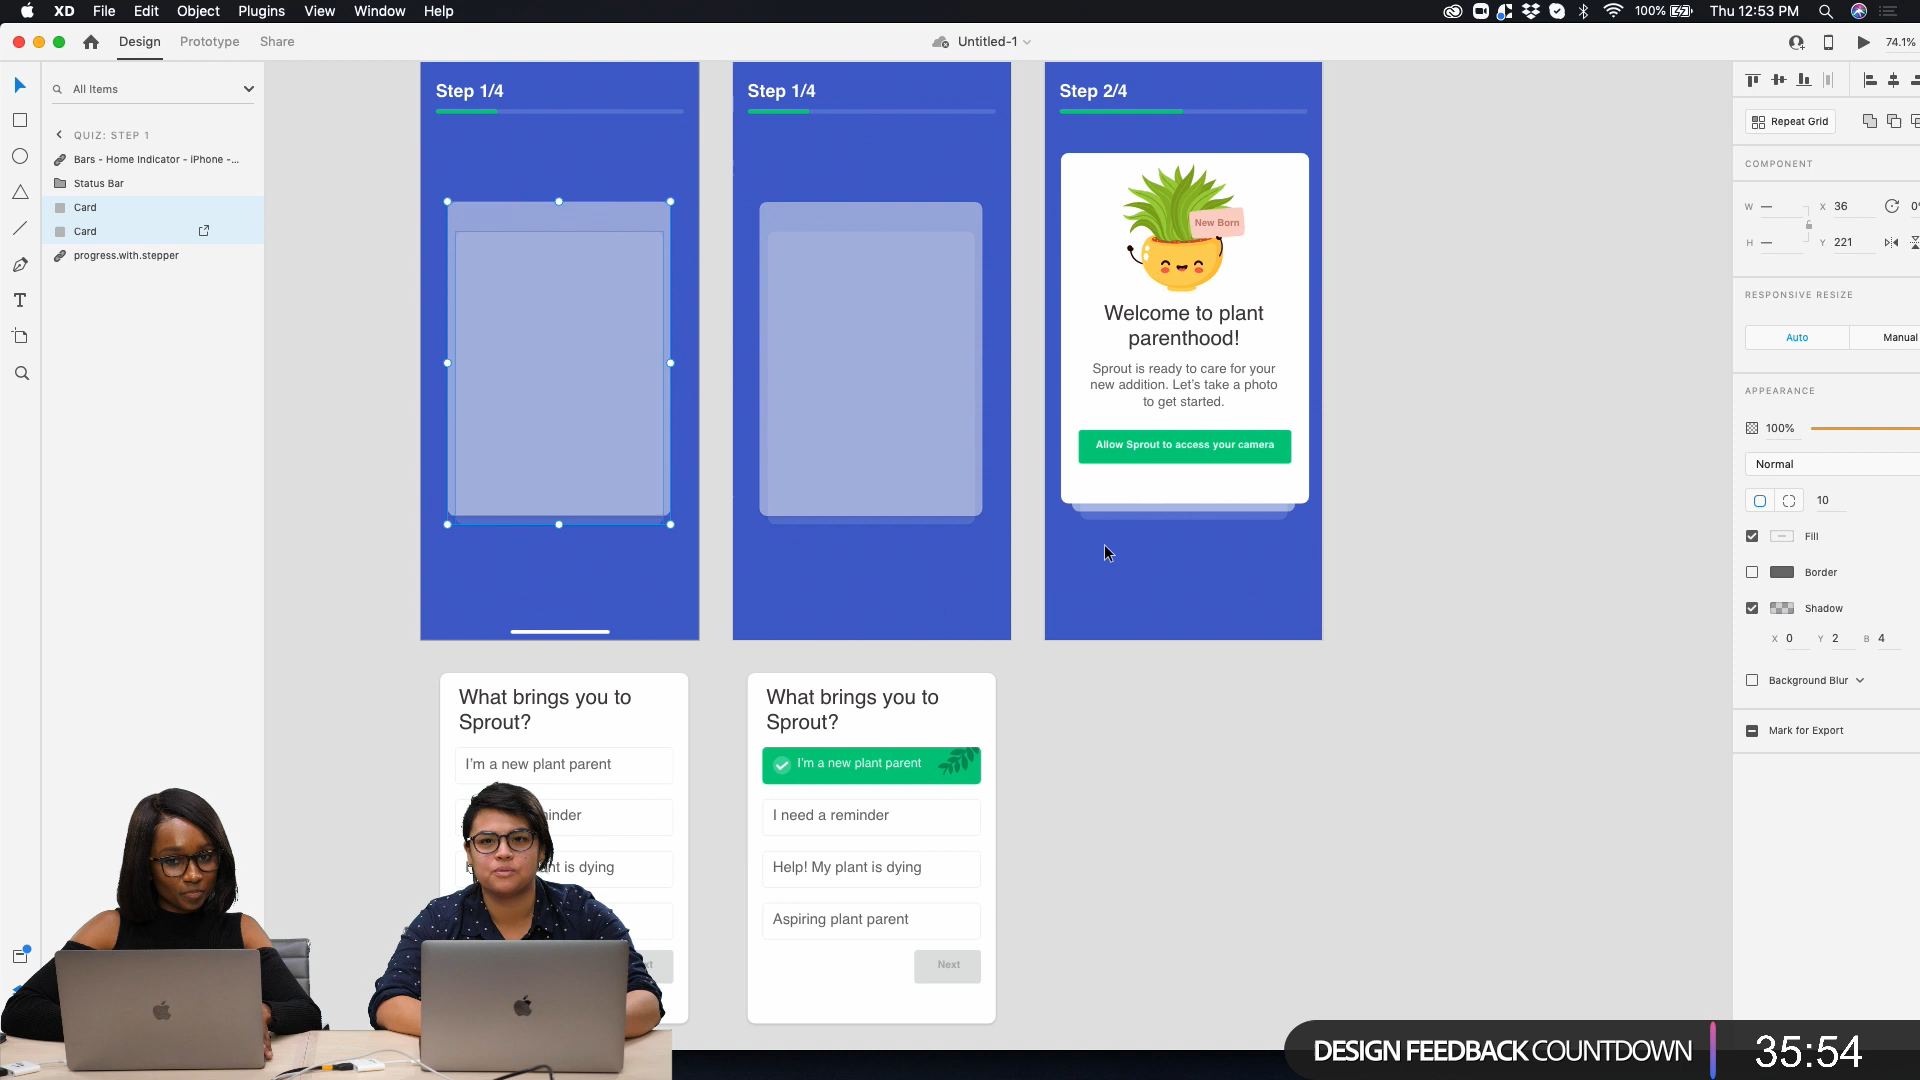 XD File Edit Object Plugins View Window Help
100% Thu 12:53 PM
Design Prototype Share
Untitled-1
74.1%
All Items
QUIZ: STEP 1
Bars - Home Indicator - iPhone -...
Status Bar
Card
Card
progress.with.stepper
Step 1/4
Step 1/4
Step 2/4
New Born
Welcome to plant
parenthood!
Sprout is ready to care for your
new addition. Let's take a photo
to get started.
Allow Sprout to access your camera
What brings you to
Sprout?
I'm a new plant parent
inder
nt is dying
xt
What brings you to
Sprout?
I'm a new plant parent
I need a reminder
Help! My plant is dying
Aspiring plant parent
Next
Repeat Grid
COMPONENT
W — X 36 0°
H — Y 221
RESPONSIVE RESIZE
Auto Manual
APPEARANCE
100%
Normal
10
Fill
Border
Shadow
X 0 Y 2 B 4
Background Blur
Mark for Export
DESIGN FEEDBACK COUNTDOWN 35:54